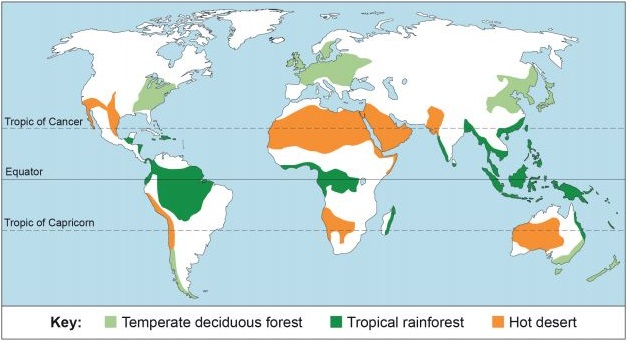 Tropic of Cancer
Equator
Tropic of Capricorn
Key: Temperate deciduous forest Tropical rainforest Hot desert